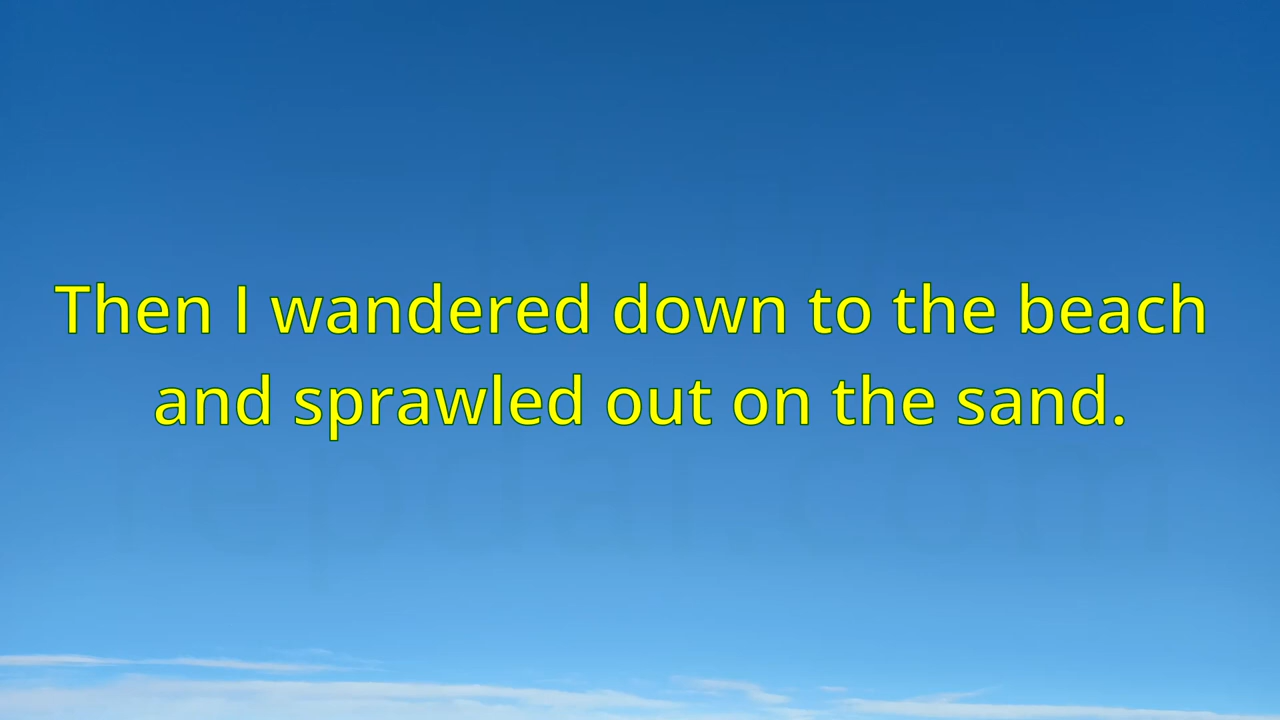 Then I wandered down to the beach
and sprawled out on the sand.